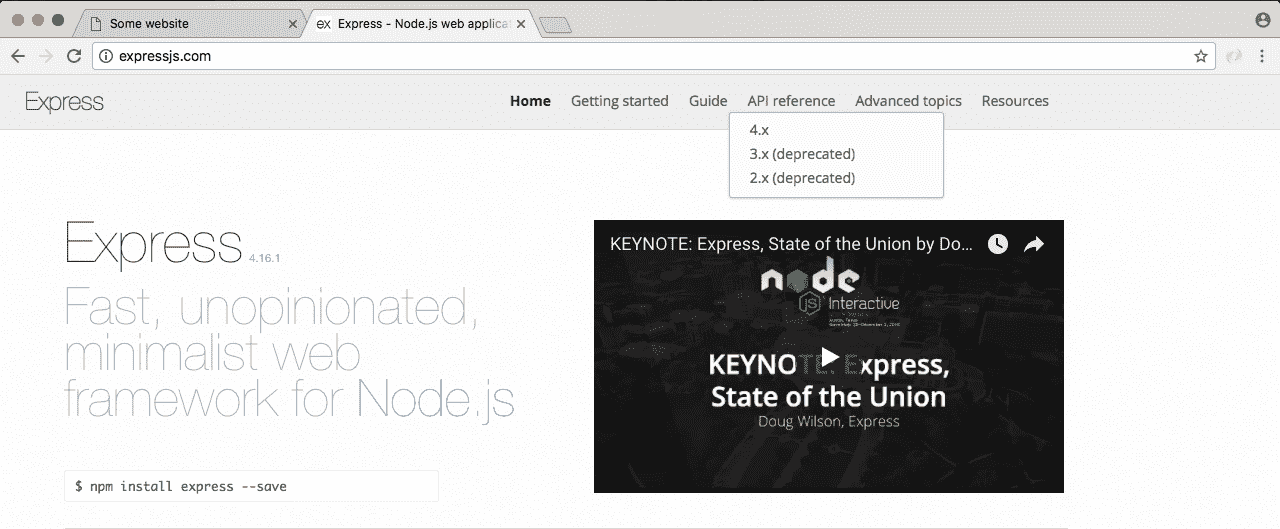 Some website
ex Express - Node.js web applica
expressjs.com
Express
Home Getting started Guide API reference Advanced topics Resources
4.x
3.x (deprecated)
2.x (deprecated)
Express 4.16.1
Fast, unopinionated,
minimalist web
framework for Node.js
$ npm install express --save
KEYNOTE: Express, State of the Union by Do...
node
JS Interactive
KEYNOTE: Express,
State of the Union
Doug Wilson, Express